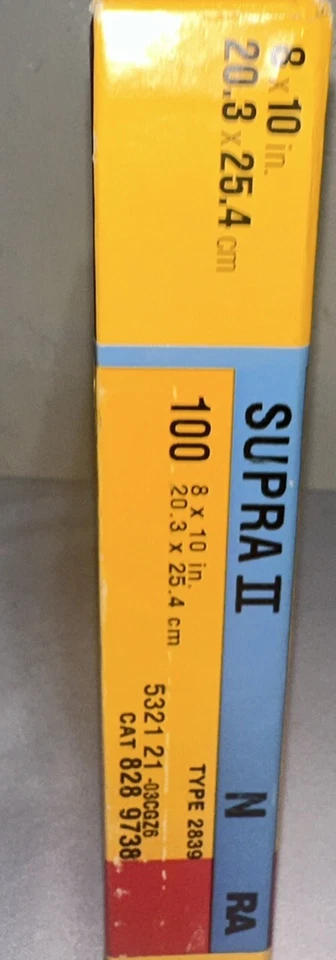 8 x 10 in.
20.3 x 25.4 cm
SUPRA II N RA
100 8 x 10 in.
20.3 x 25.4 cm
TYPE 2839
5321 21 -03CGZ6
CAT 828 9738